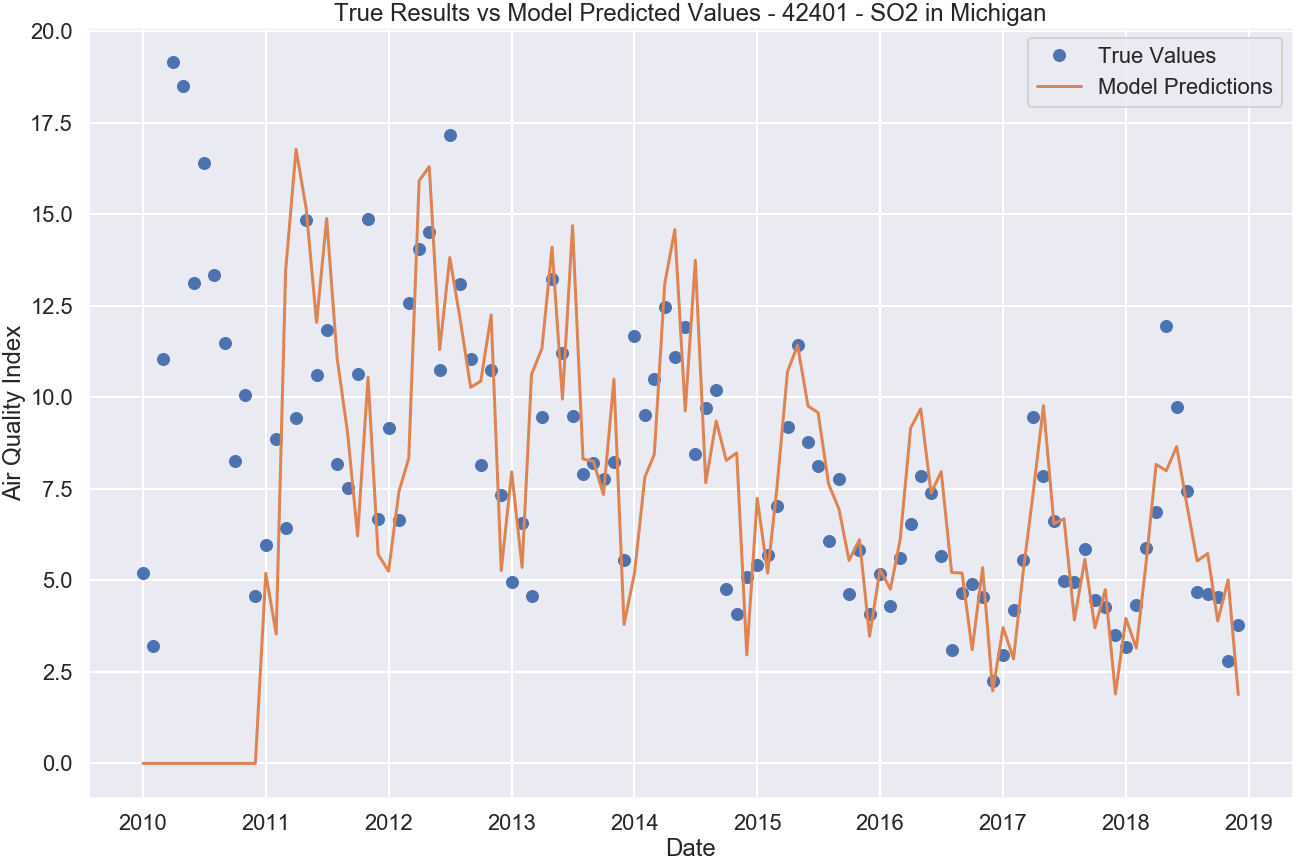 True Results vs Model Predicted Values - 42401 - SO2 in Michigan
True Values
Model Predictions
Air Quality Index
20.0
17.5
15.0
12.5
10.0
7.5
5.0
2.5
0.0
2010 2011 2012 2013 2014 2015 2016 2017 2018 2019
Date